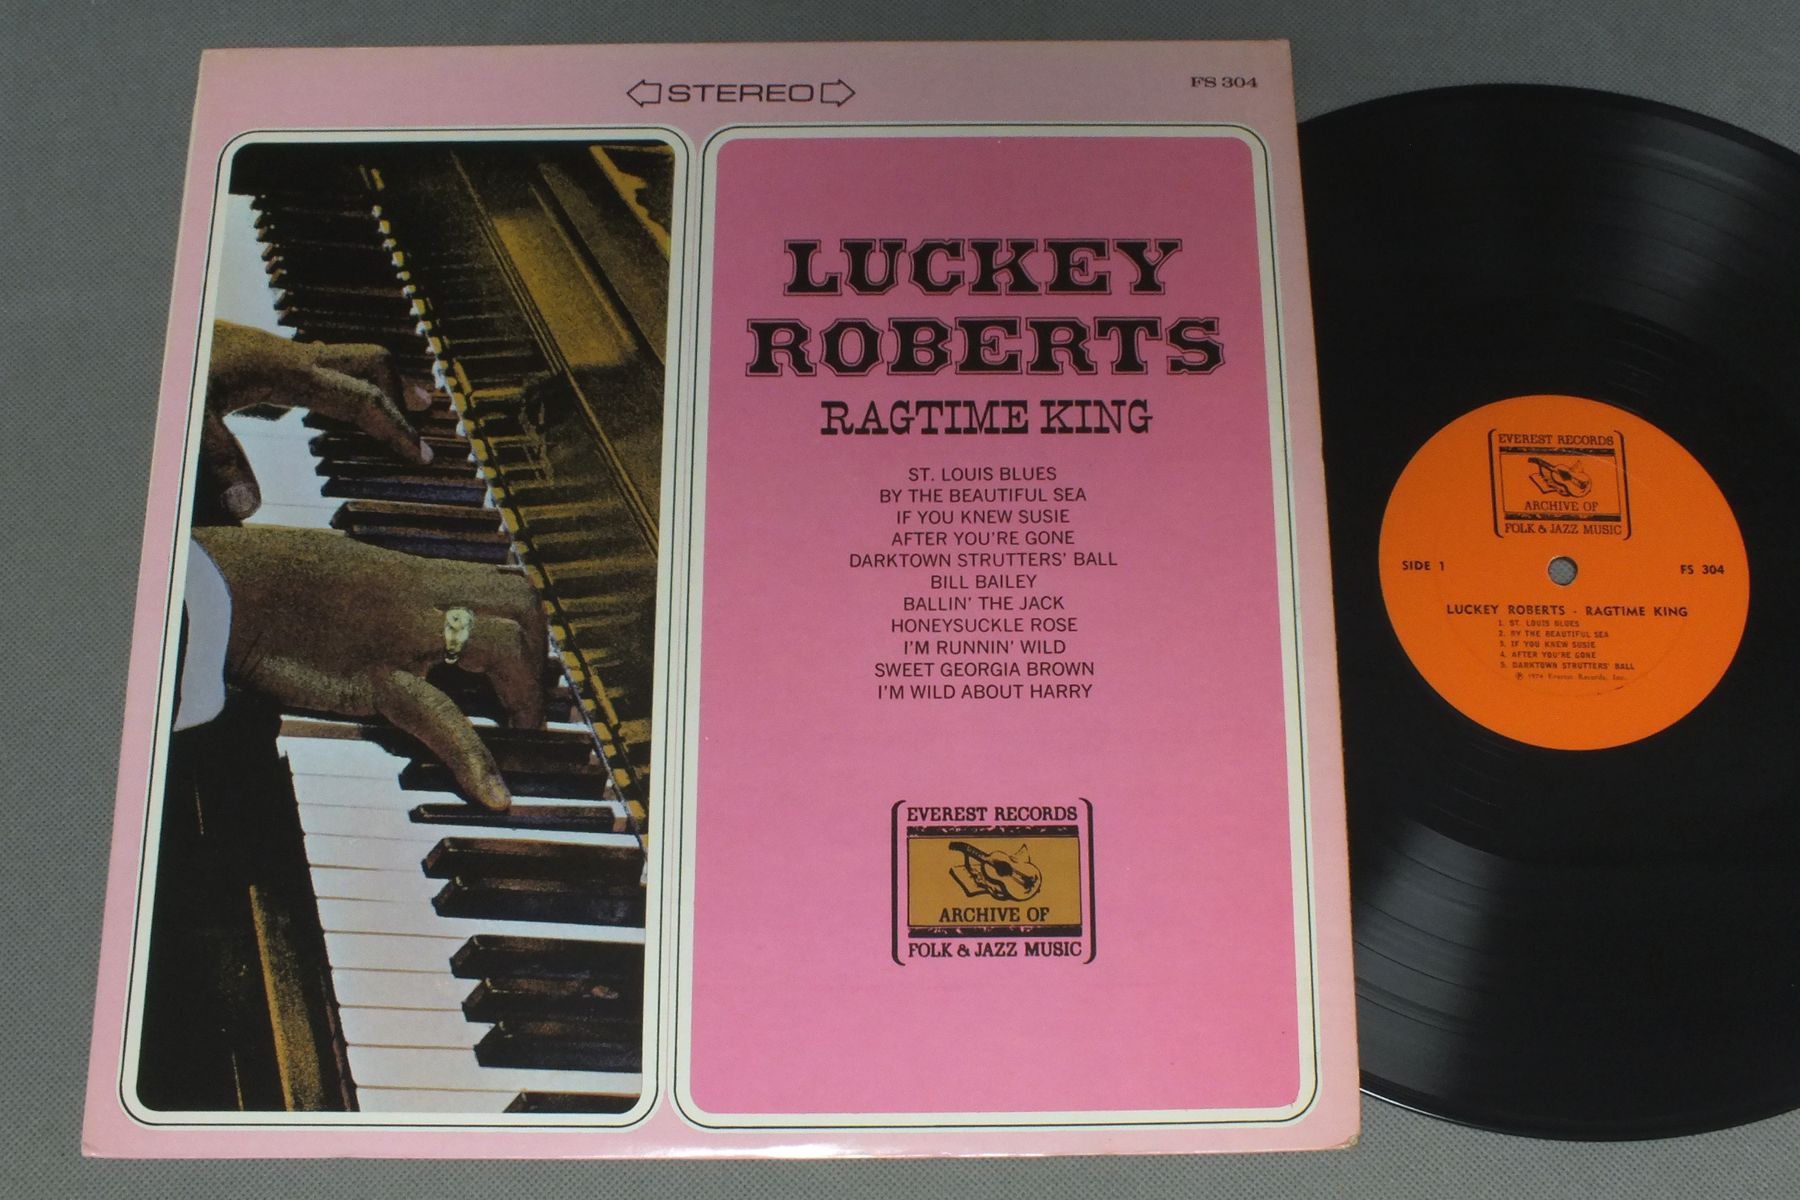 STEREO
FS 304
LUCKEY
ROBERTS
RAGTIME KING
ST. LOUIS BLUES
BY THE BEAUTIFUL SEA
IF YOU KNEW SUSIE
AFTER YOU'RE GONE
DARKTOWN STRUTTERS' BALL
BILL BAILEY
BALLIN' THE JACK
HONEYSUCKLE ROSE
I'M RUNNIN' WILD
SWEET GEORGIA BROWN
I'M WILD ABOUT HARRY
EVEREST RECORDS
ARCHIVE OF
FOLK & JAZZ MUSIC
EVEREST RECORDS
ARCHIVE OF
FOLK & JAZZ MUSIC
SIDE 1
FS 304
LUCKEY ROBERTS - RAGTIME KING
1. ST. LOUIS BLUES
2. BY THE BEAUTIFUL SEA
3. IF YOU KNEW SUSIE
4. AFTER YOU'RE GONE
5. DARKTOWN STRUTTERS' BALL
℗ 1974 Everest Records, Inc.